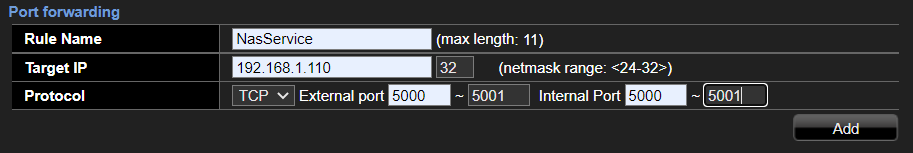 Port forwarding
Rule Name NasService (max length: 11)
Target IP 192.168.1.110 32 (netmask range: <24-32>)
Protocol TCP External port 5000 ~ 5001 Internal Port 5000 ~ 5001
Add